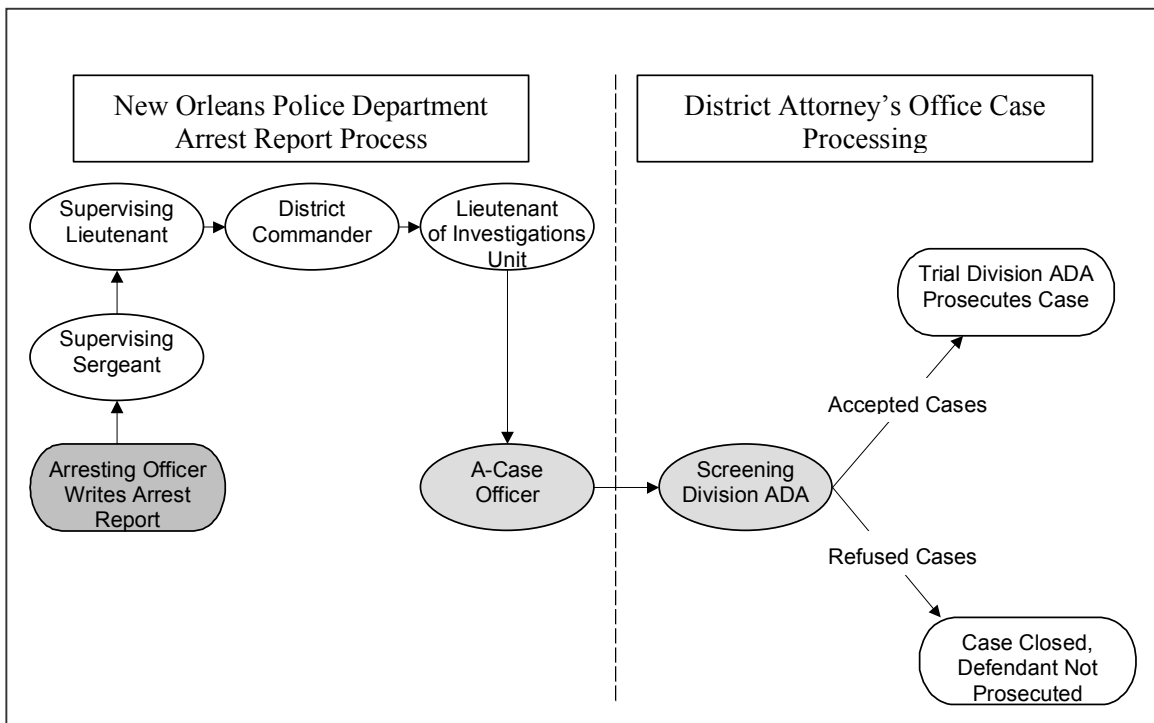 New Orleans Police Department
Arrest Report Process
District Attorney’s Office Case
Processing
Supervising
Lieutenant
District
Commander
Lieutenant
of Investigations
Unit
Supervising
Sergeant
Arresting Officer
Writes Arrest
Report
A-Case
Officer
Screening
Division ADA
Trial Division ADA
Prosecutes Case
Accepted Cases
Refused Cases
Case Closed,
Defendant Not
Prosecuted